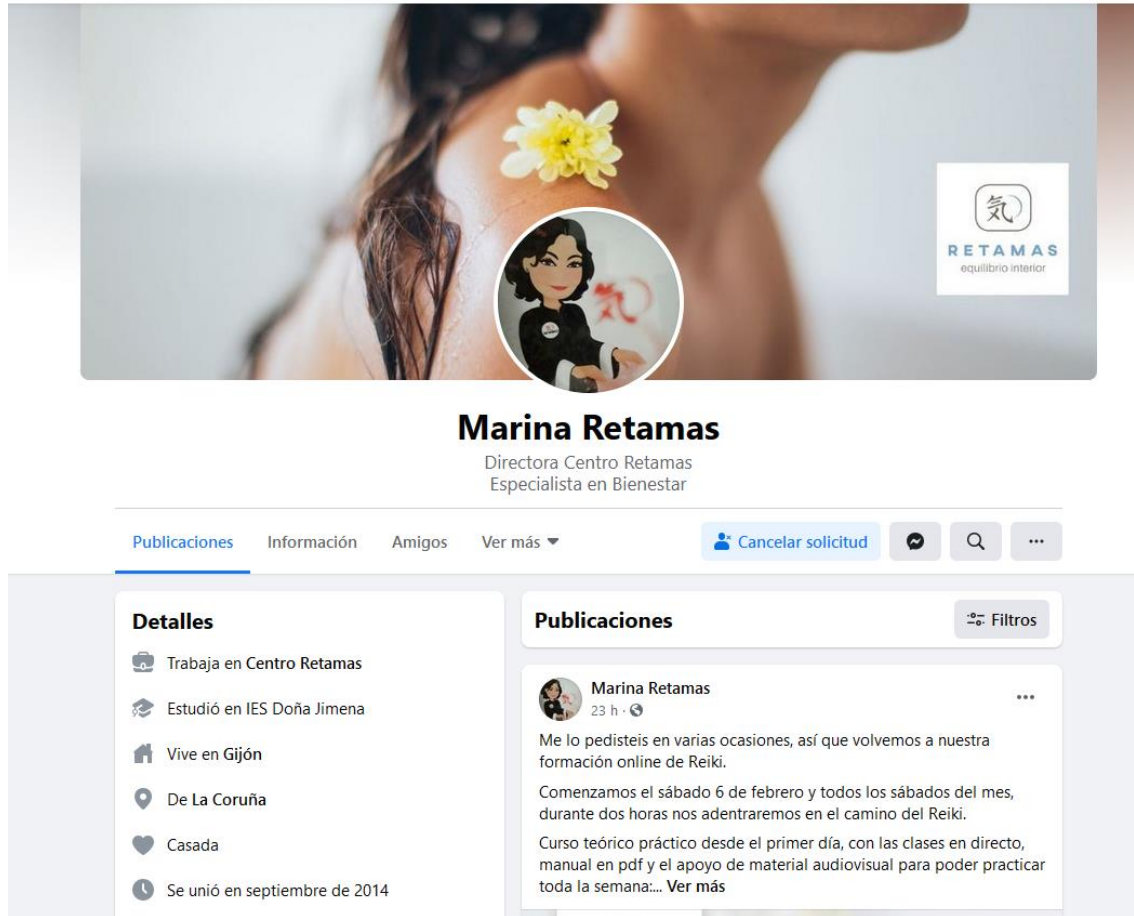 気
RETAMAS
equilibrio interior
気
Marina Retamas
Directora Centro Retamas
Especialista en Bienestar
Publicaciones
Información
Amigos
Ver más
Cancelar solicitud
Detalles
Trabaja en Centro Retamas
Estudió en IES Doña Jimena
Vive en Gijón
De La Coruña
Casada
Se unió en septiembre de 2014
Publicaciones
Filtros
Marina Retamas
23 h ·
Me lo pedisteis en varias ocasiones, así que volvemos a nuestra
formación online de Reiki.
Comenzamos el sábado 6 de febrero y todos los sábados del mes,
durante dos horas nos adentraremos en el camino del Reiki.
Curso teórico práctico desde el primer día, con las clases en directo,
manual en pdf y el apoyo de material audiovisual para poder practicar
toda la semana:... Ver más